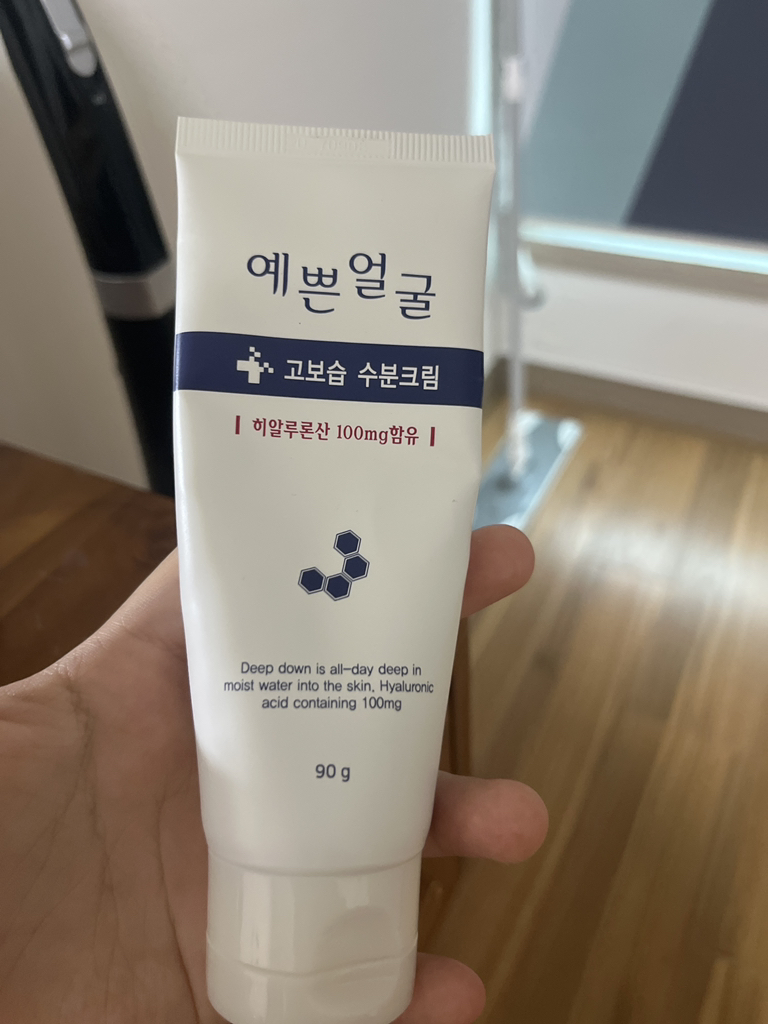 예쁜얼굴
고보습 수분크림
히알루론산 100mg함유
Deep down is all-day deep in
moist water into the skin. Hyaluronic
acid containing 100mg
90 g